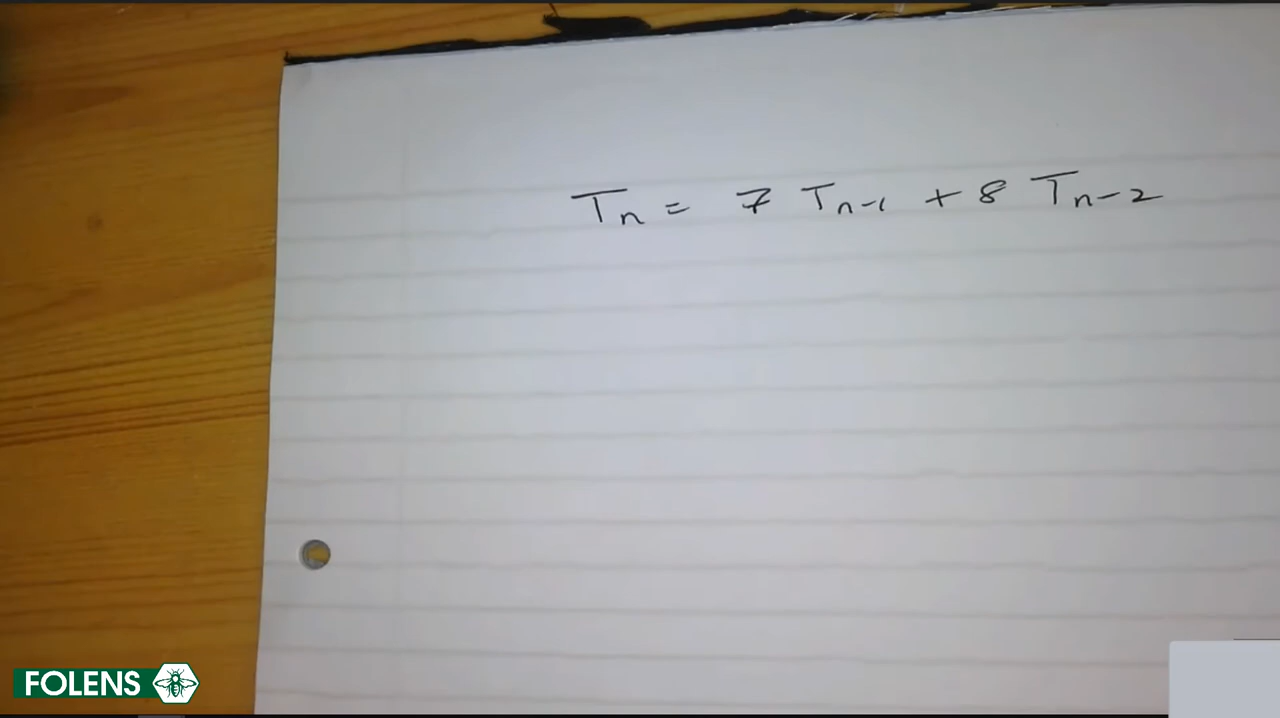 Tn = 7 Tn-1 + 8 Tn-2
FOLENS